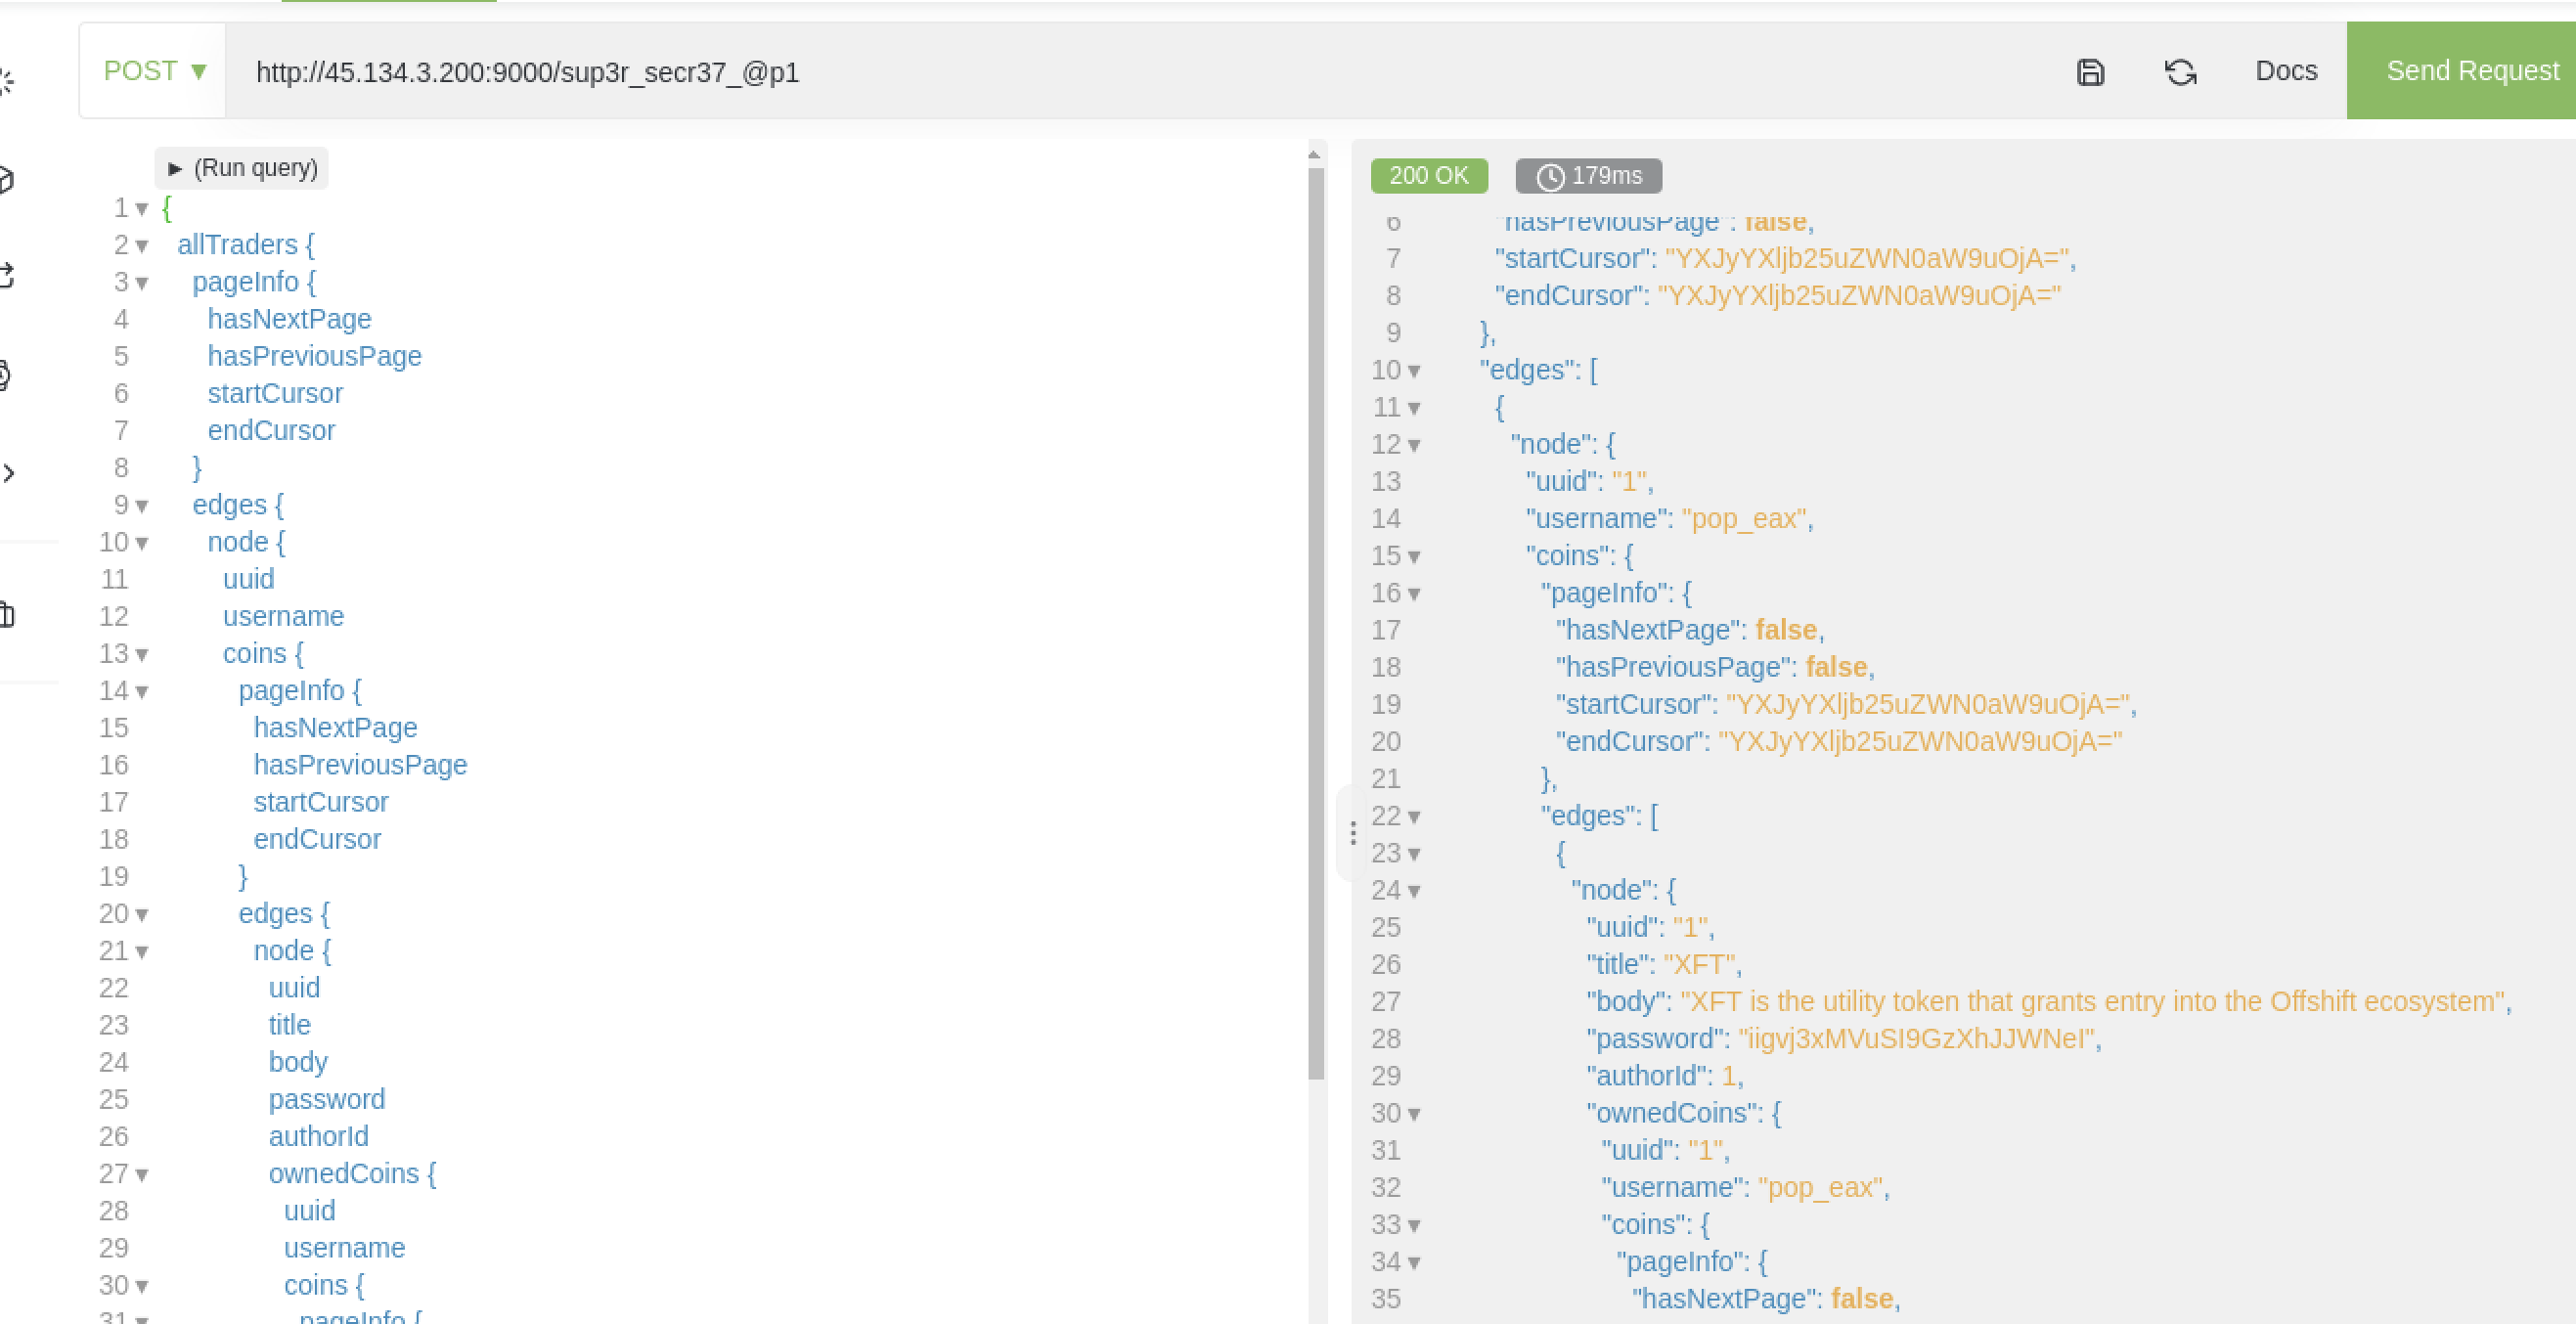 POST ▼ http://45.134.3.200:9000/sup3r_secr37_@p1 Docs Send Request
► (Run query)
1 ▼ {
2 ▼ allTraders {
3 ▼ pageInfo {
4 hasNextPage
5 hasPreviousPage
6 startCursor
7 endCursor
8 }
9 ▼ edges {
10 ▼ node {
11 uuid
12 username
13 ▼ coins {
14 ▼ pageInfo {
15 hasNextPage
16 hasPreviousPage
17 startCursor
18 endCursor
19 }
20 ▼ edges {
21 ▼ node {
22 uuid
23 title
24 body
25 password
26 authorId
27 ▼ ownedCoins {
28 uuid
29 username
30 ▼ coins {
31 ▼ pageInfo {
200 OK 179ms
6 "hasPreviousPage": false,
7 "startCursor": "YXJyYXljb25uZWN0aW9uOjA=",
8 "endCursor": "YXJyYXljb25uZWN0aW9uOjA="
9 },
10 ▼ "edges": [
11 ▼ {
12 ▼ "node": {
13 "uuid": "1",
14 "username": "pop_eax",
15 ▼ "coins": {
16 ▼ "pageInfo": {
17 "hasNextPage": false,
18 "hasPreviousPage": false,
19 "startCursor": "YXJyYXljb25uZWN0aW9uOjA=",
20 "endCursor": "YXJyYXljb25uZWN0aW9uOjA="
21 },
22 ▼ "edges": [
23 ▼ {
24 ▼ "node": {
25 "uuid": "1",
26 "title": "XFT",
27 "body": "XFT is the utility token that grants entry into the Offshift ecosystem",
28 "password": "iigvj3xMVuSI9GzXhJJWNeI",
29 "authorId": 1,
30 ▼ "ownedCoins": {
31 "uuid": "1",
32 "username": "pop_eax",
33 ▼ "coins": {
34 ▼ "pageInfo": {
35 "hasNextPage": false,